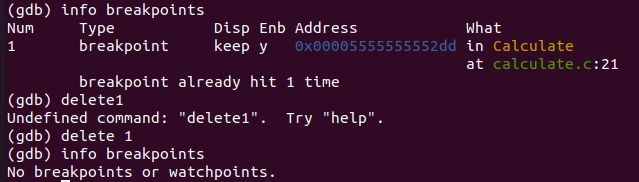 (gdb) info breakpoints
Num     Type           Disp Enb Address            What
1       breakpoint     keep y   0x00005555555552dd in Calculate
                                                   at calculate.c:21
        breakpoint already hit 1 time
(gdb) delete1
Undefined command: "delete1".  Try "help".
(gdb) delete 1
(gdb) info breakpoints
No breakpoints or watchpoints.